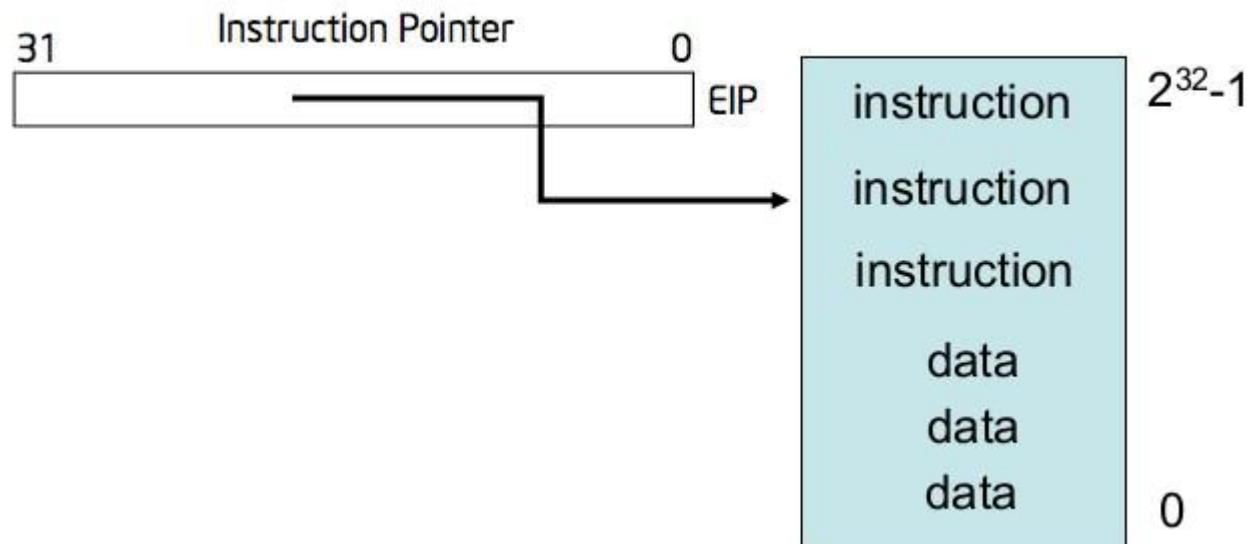 Instruction Pointer
31 0
EIP
instruction 2³²-1
instruction
instruction
data
data
data 0